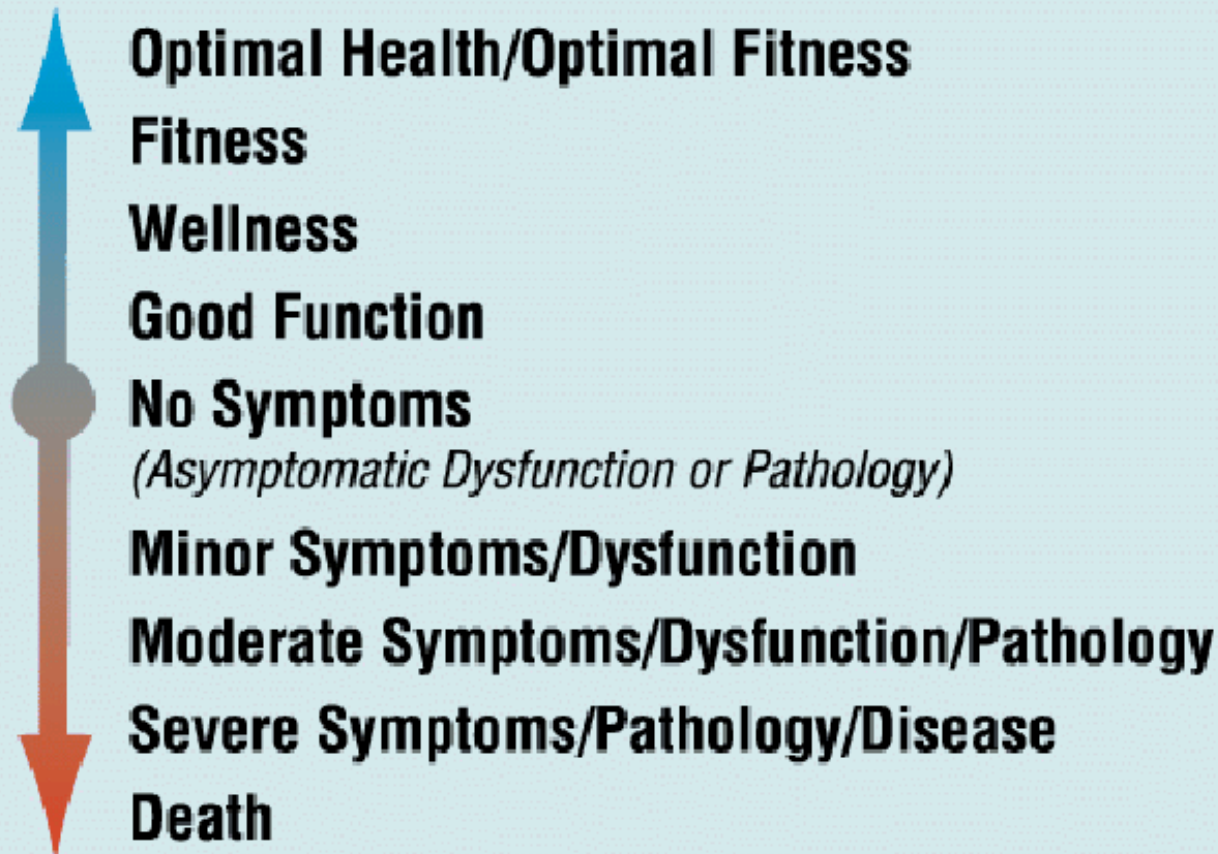 Optimal Health/Optimal Fitness
Fitness
Wellness
Good Function
No Symptoms
(Asymptomatic Dysfunction or Pathology)
Minor Symptoms/Dysfunction
Moderate Symptoms/Dysfunction/Pathology
Severe Symptoms/Pathology/Disease
Death